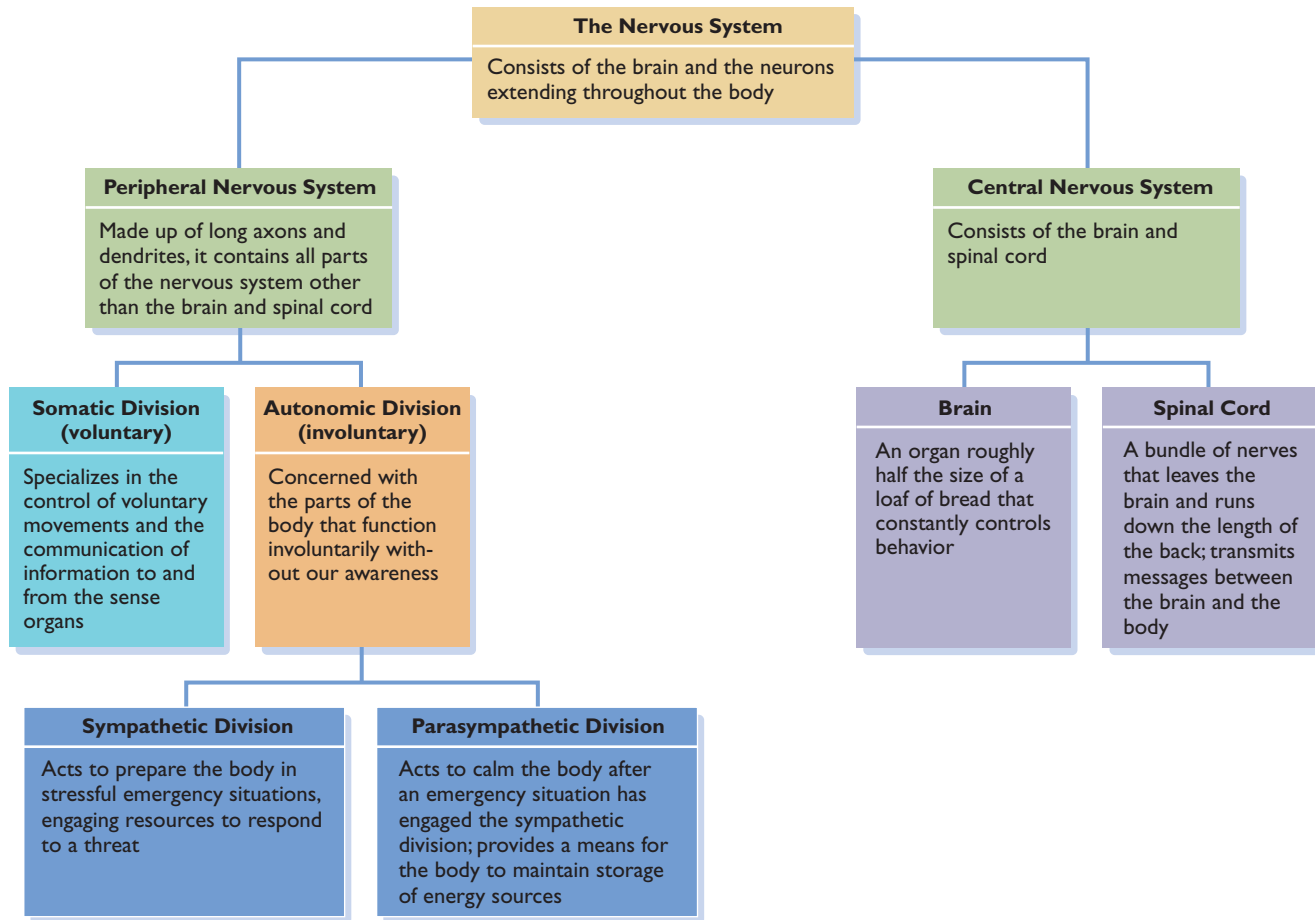 The Nervous System
Consists of the brain and the neurons
extending throughout the body
Peripheral Nervous System
Made up of long axons and
dendrites, it contains all parts
of the nervous system other
than the brain and spinal cord
Central Nervous System
Consists of the brain and
spinal cord
Somatic Division
(voluntary)
Specializes in the
control of voluntary
movements and the
communication of
information to and
from the sense
organs
Autonomic Division
(involuntary)
Concerned with
the parts of the
body that function
involuntarily with-
out our awareness
Brain
An organ roughly
half the size of a
loaf of bread that
constantly controls
behavior
Spinal Cord
A bundle of nerves
that leaves the
brain and runs
down the length of
the back; transmits
messages between
the brain and the
body
Sympathetic Division
Acts to prepare the body in
stressful emergency situations,
engaging resources to respond
to a threat
Parasympathetic Division
Acts to calm the body after
an emergency situation has
engaged the sympathetic
division; provides a means for
the body to maintain storage
of energy sources